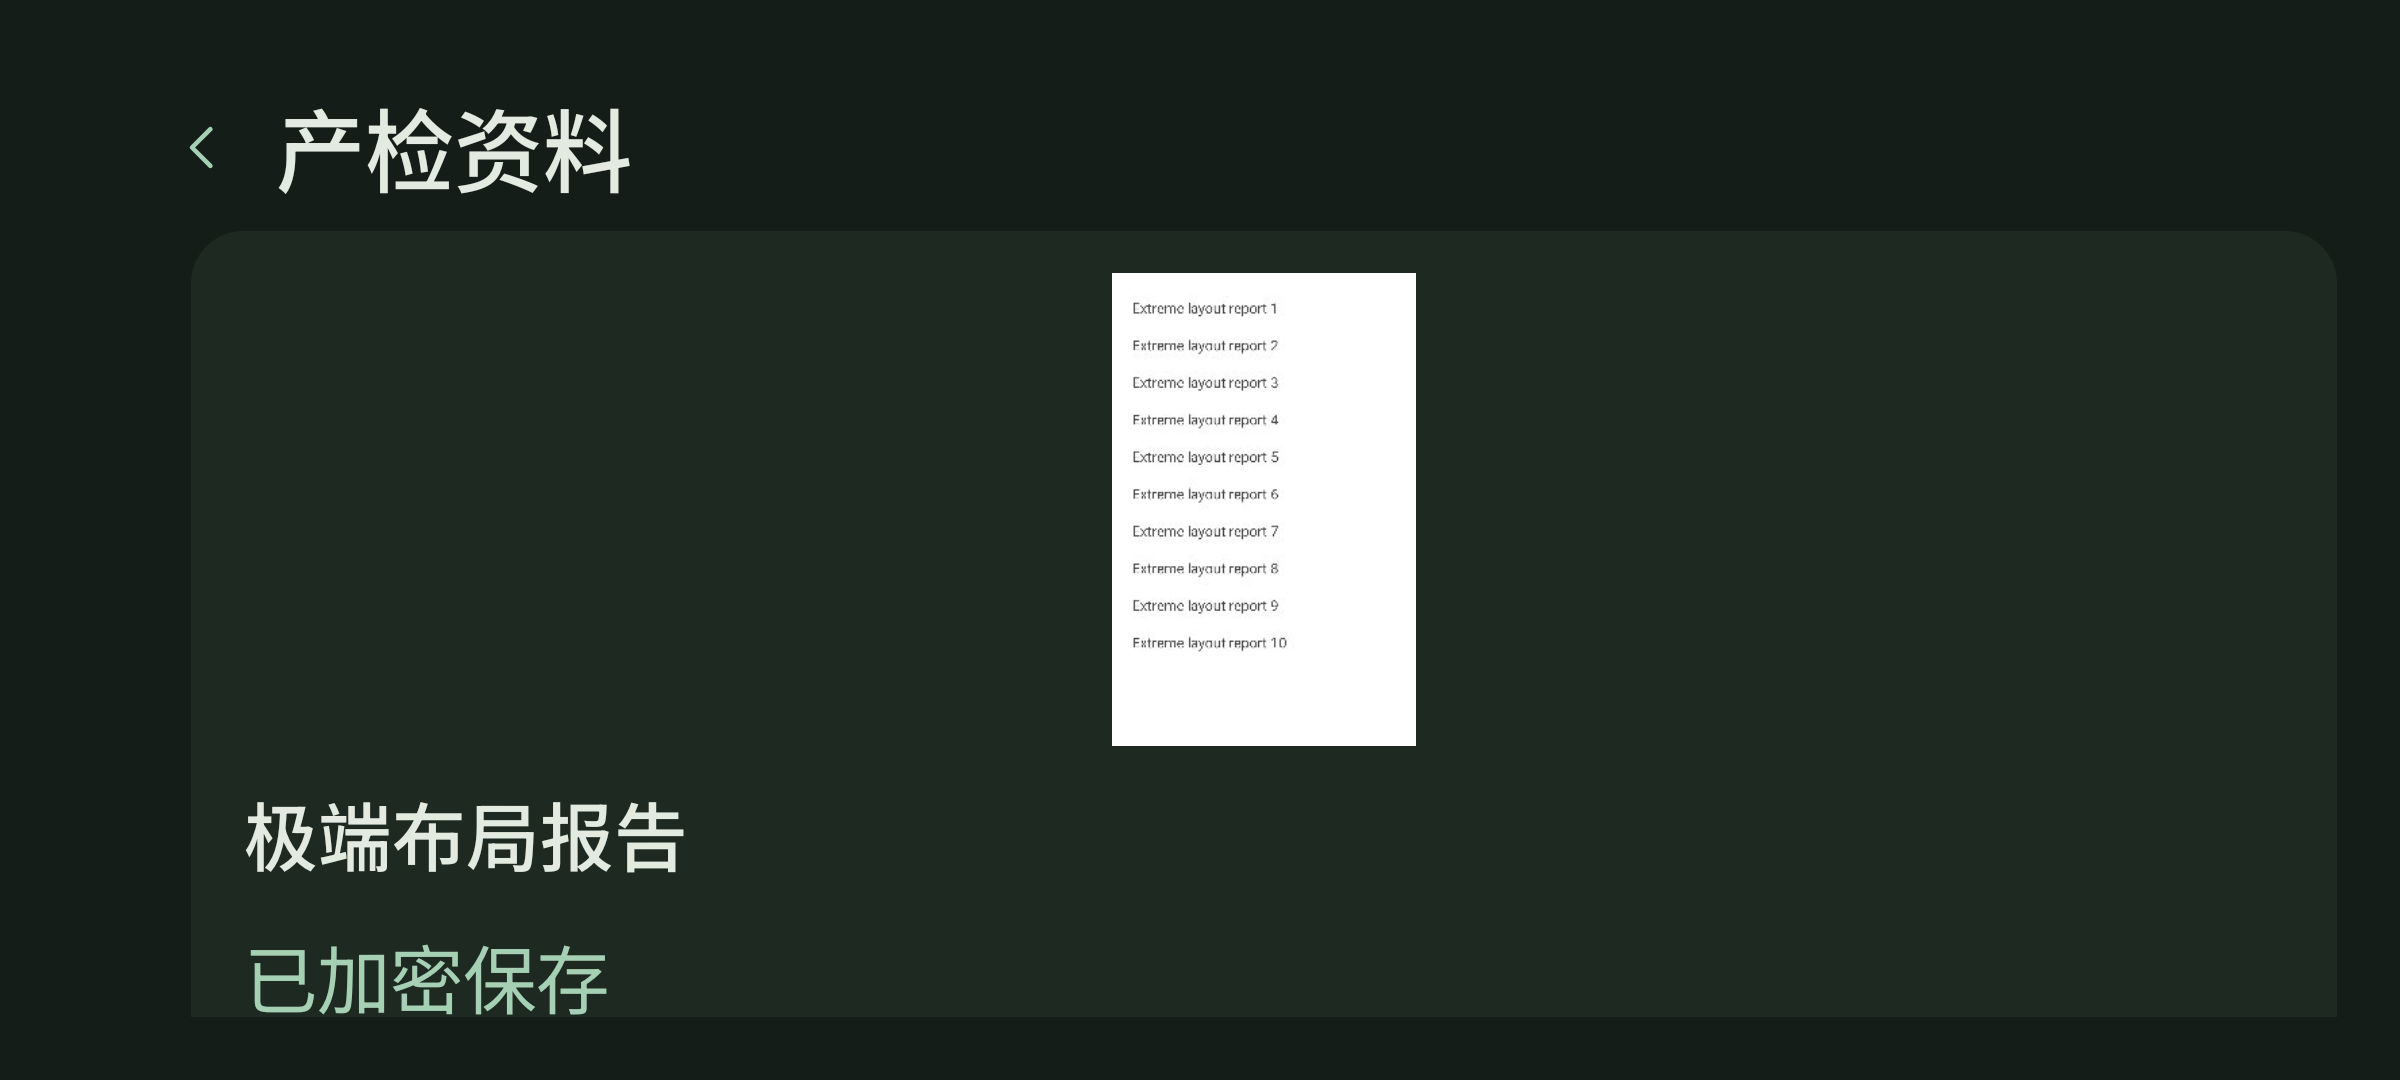 产检资料
Extreme layout report 1
Extreme layout report 2
Extreme layout report 3
Extreme layout report 4
Extreme layout report 5
Extreme layout report 6
Extreme layout report 7
Extreme layout report 8
Extreme layout report 9
Extreme layout report 10
极端布局报告
已加密保存